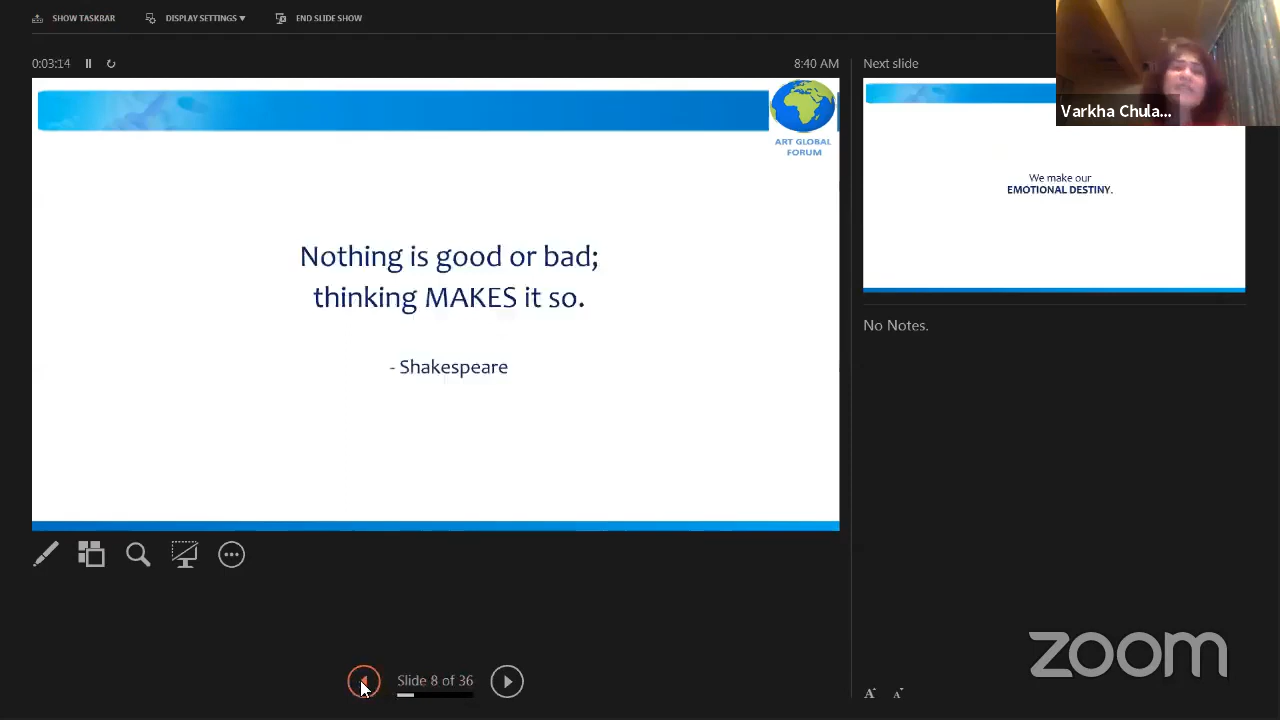 SHOW TASKBAR
DISPLAY SETTINGS ▾
END SLIDE SHOW
0:03:14
8:40 AM
Next slide
ART GLOBAL
FORUM
Varkha Chula...
Nothing is good or bad;
thinking MAKES it so.
- Shakespeare
We make our
EMOTIONAL DESTINY.
No Notes.
Slide 8 of 36
A A
zoom